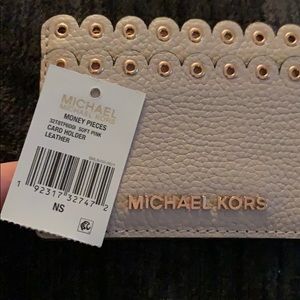 MICHAEL
MICHAEL KORS
MONEY PIECES
SOFT PINK
CARD HOLDER
LEATHER
1 92317 32747 2
NS
MICHAEL KORS